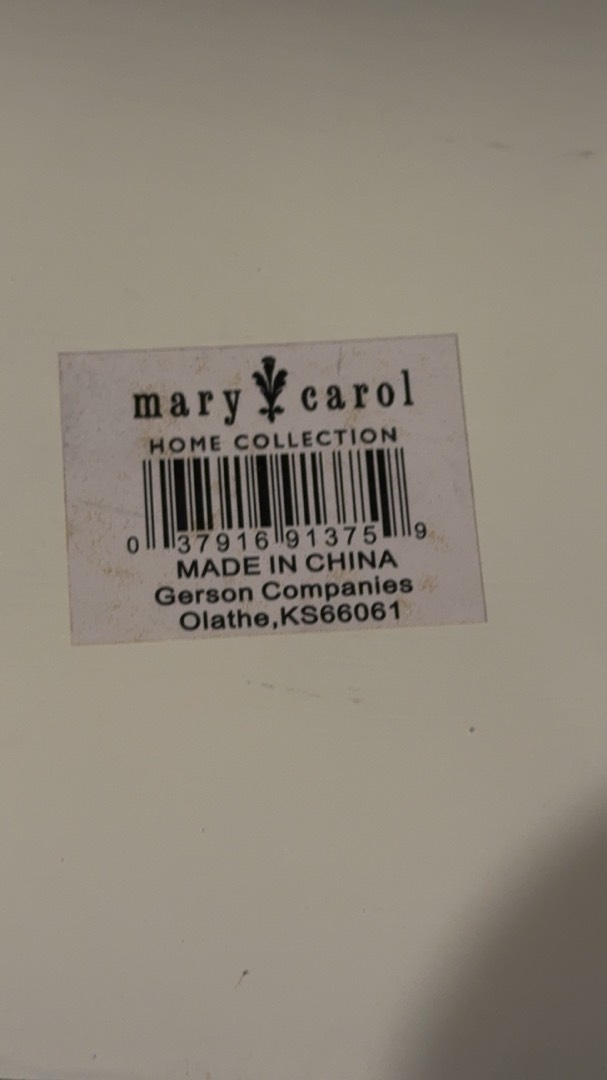 mary carol
HOME COLLECTION
0 37916 91375 9
MADE IN CHINA
Gerson Companies
Olathe,KS66061